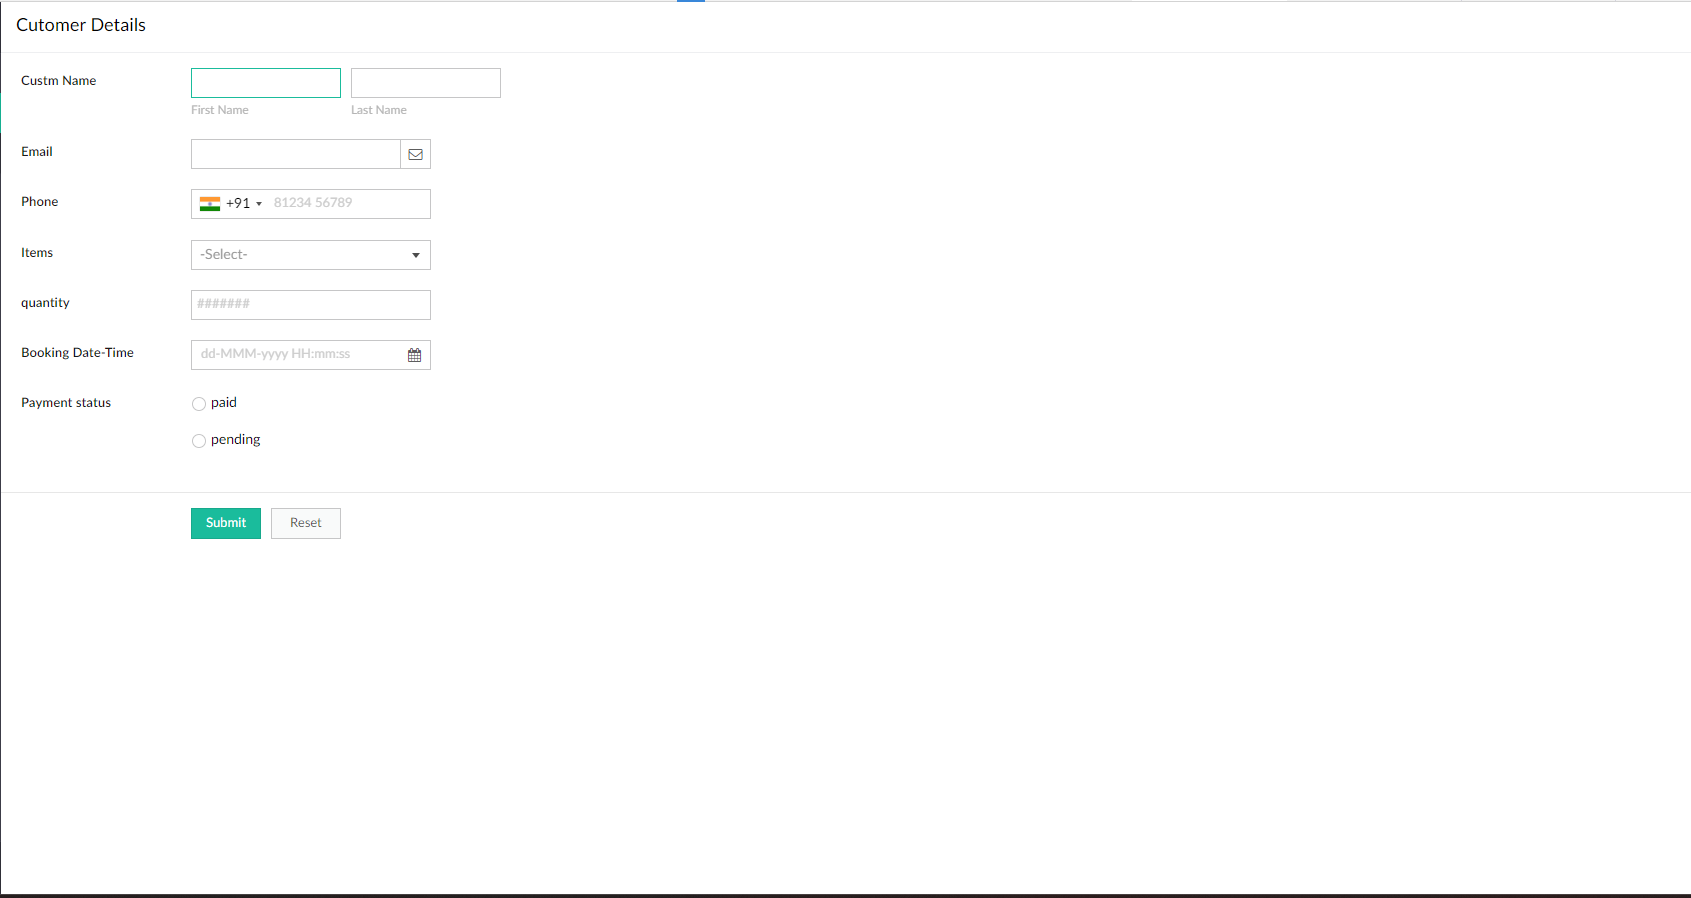 Cutomer Details
Custm Name
First Name Last Name
Email
Phone +91 81234 56789
Items -Select-
quantity #######
Booking Date-Time dd-MMM-yyyy HH:mm:ss
Payment status paid
pending
Submit Reset